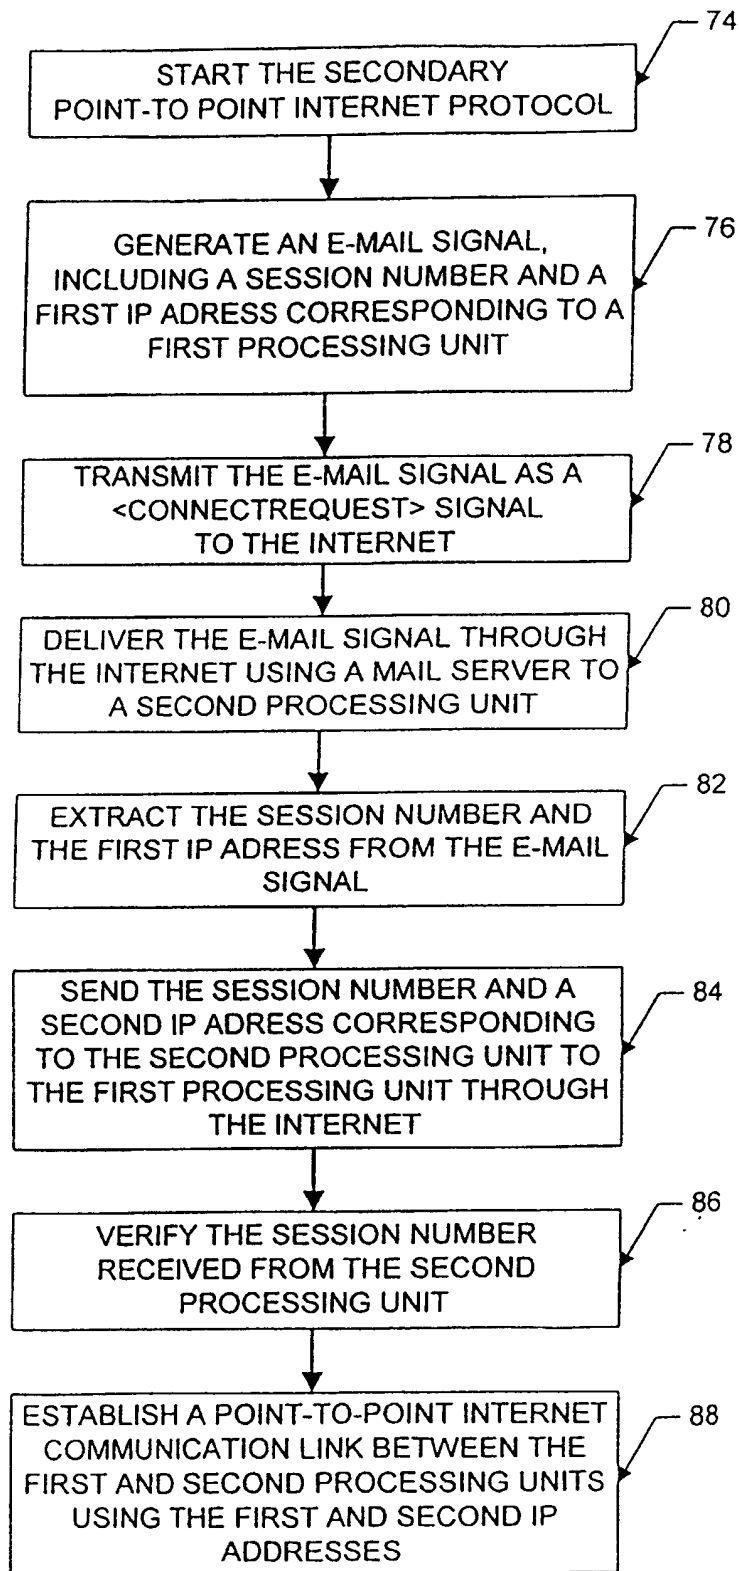 74
START THE SECONDARY
POINT-TO POINT INTERNET PROTOCOL
76
GENERATE AN E-MAIL SIGNAL,
INCLUDING A SESSION NUMBER AND A
FIRST IP ADRESS CORRESPONDING TO A
FIRST PROCESSING UNIT
78
TRANSMIT THE E-MAIL SIGNAL AS A
<CONNECTREQUEST> SIGNAL
TO THE INTERNET
80
DELIVER THE E-MAIL SIGNAL THROUGH
THE INTERNET USING A MAIL SERVER TO
A SECOND PROCESSING UNIT
82
EXTRACT THE SESSION NUMBER AND
THE FIRST IP ADRESS FROM THE E-MAIL
SIGNAL
84
SEND THE SESSION NUMBER AND A
SECOND IP ADRESS CORRESPONDING
TO THE SECOND PROCESSING UNIT TO
THE FIRST PROCESSING UNIT THROUGH
THE INTERNET
86
VERIFY THE SESSION NUMBER
RECEIVED FROM THE SECOND
PROCESSING UNIT
88
ESTABLISH A POINT-TO-POINT INTERNET
COMMUNICATION LINK BETWEEN THE
FIRST AND SECOND PROCESSING UNITS
USING THE FIRST AND SECOND IP
ADDRESSES